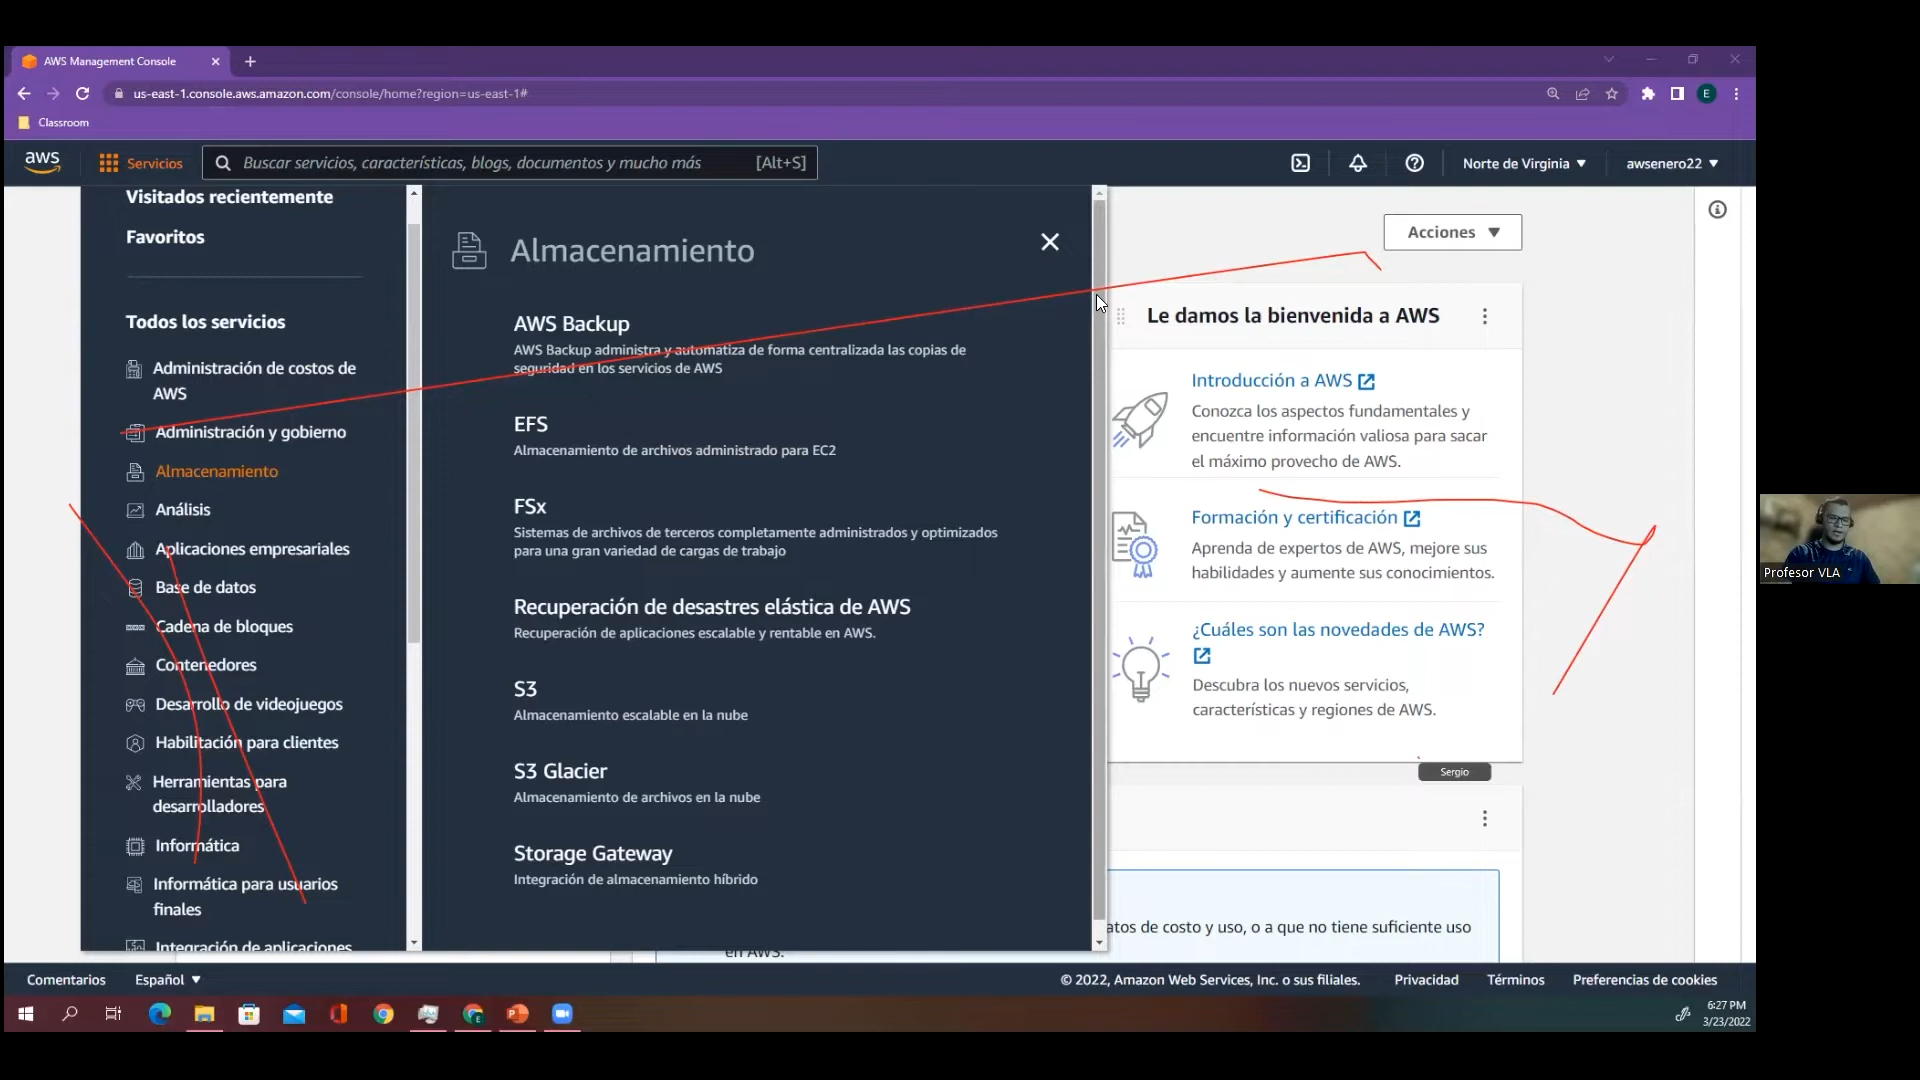 AWS Management Console
us-east-1.console.aws.amazon.com/console/home?region=us-east-1#
E
Classroom
aws
Servicios
Buscar servicios, características, blogs, documentos y mucho más
[Alt+S]
Norte de Virginia
awsenero22
Visitados recientemente
Favoritos
Todos los servicios
Administración de costos de
AWS
Administración y gobierno
Almacenamiento
Análisis
Aplicaciones empresariales
Base de datos
Cadena de bloques
Contenedores
Desarrollo de videojuegos
Habilitación para clientes
Herramientas para
desarrolladores
Informática
Informática para usuarios
finales
Integración de aplicaciones
Almacenamiento
AWS Backup
AWS Backup administra y automatiza de forma centralizada las copias de
seguridad en los servicios de AWS
EFS
Almacenamiento de archivos administrado para EC2
FSx
Sistemas de archivos de terceros completamente administrados y optimizados
para una gran variedad de cargas de trabajo
Recuperación de desastres elástica de AWS
Recuperación de aplicaciones escalable y rentable en AWS.
S3
Almacenamiento escalable en la nube
S3 Glacier
Almacenamiento de archivos en la nube
Storage Gateway
Integración de almacenamiento híbrido
Acciones
Le damos la bienvenida a AWS
Introducción a AWS
Conozca los aspectos fundamentales y
encuentre información valiosa para sacar
el máximo provecho de AWS.
Formación y certificación
Aprenda de expertos de AWS, mejore sus
habilidades y aumente sus conocimientos.
¿Cuáles son las novedades de AWS?
Descubra los nuevos servicios,
características y regiones de AWS.
Sergio
atos de costo y uso, o a que no tiene suficiente uso
en AWS.
Profesor VLA
Comentarios
Español
© 2022, Amazon Web Services, Inc. o sus filiales.
Privacidad
Términos
Preferencias de cookies
6:27 PM
3/23/2022